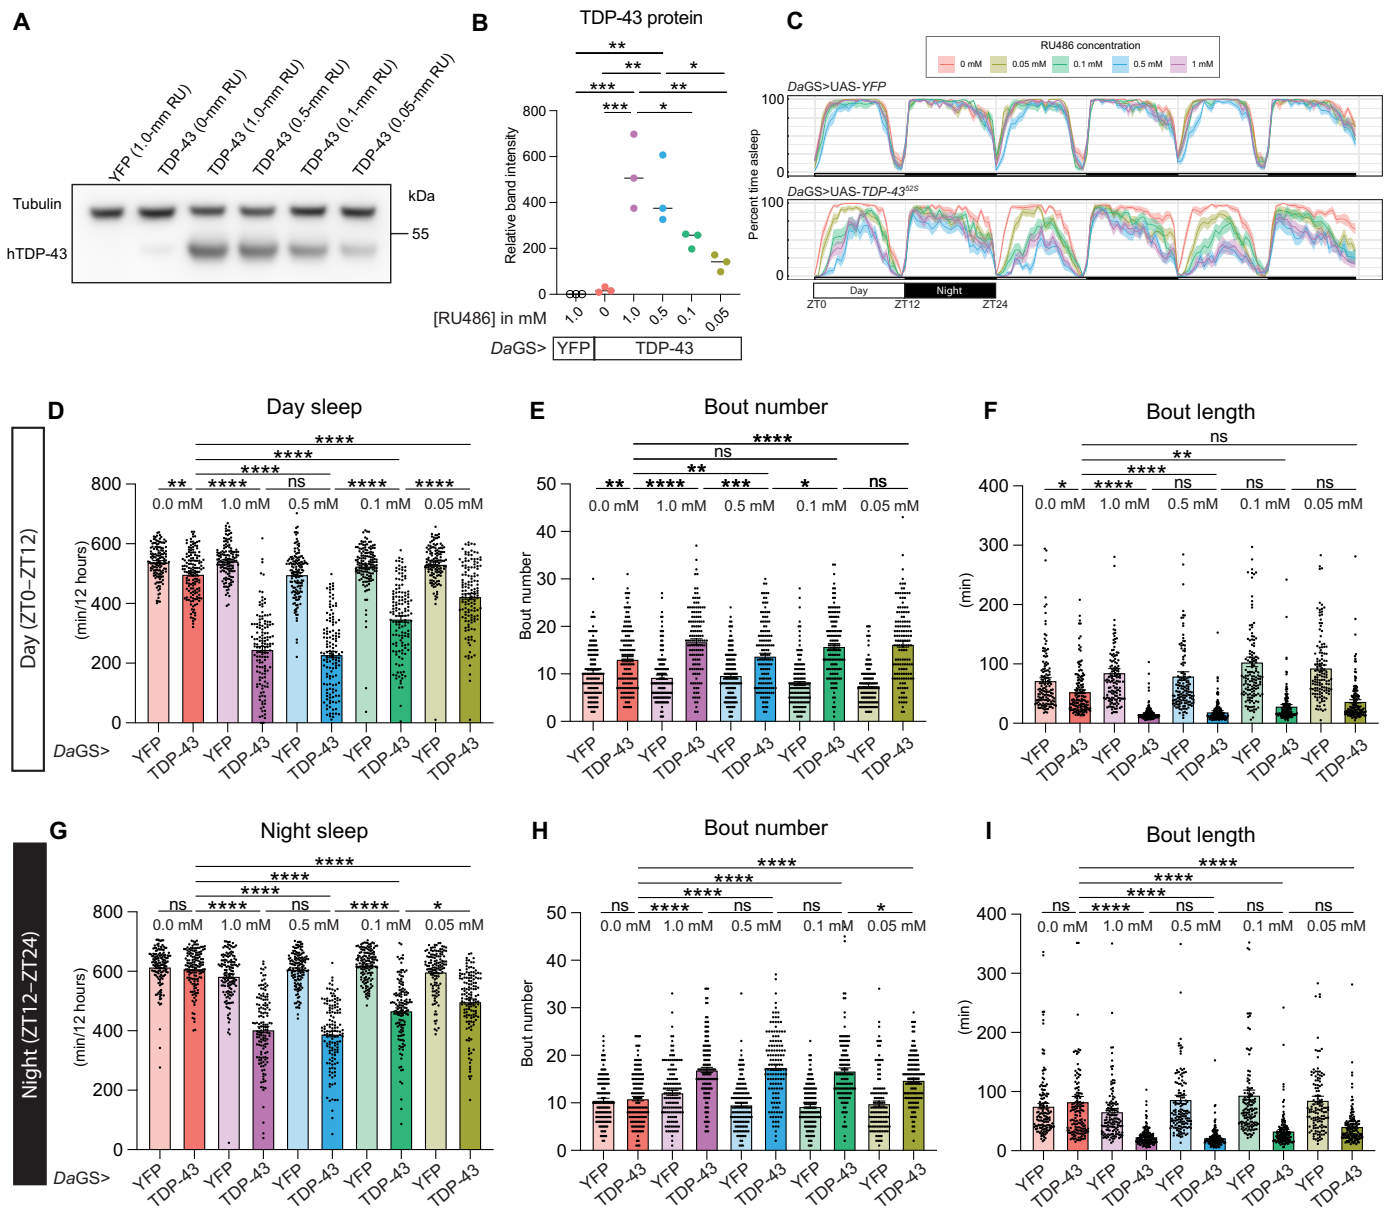 A
YFP (1.0-mm RU)
TDP-43 (0-mm RU)
TDP-43 (1.0-mm RU)
TDP-43 (0.5-mm RU)
TDP-43 (0.1-mm RU)
TDP-43 (0.05-mm RU)
kDa
Tubulin
55
hTDP-43
B
TDP-43 protein
**
** *
*** **
*** *
Relative band intensity
800
600
400
200
0
[RU486] in mM
1.0 0 1.0 0.5 0.1 0.05
DaGS> YFP TDP-43
C
RU486 concentration
0 mM 0.05 mM 0.1 mM 0.5 mM 1 mM
DaGS>UAS-YFP
100
0
DaGS>UAS-TDP-43⁵²ˢ
100
0
Percent time asleep
Day Night
ZT0 ZT12 ZT24
Day (ZT0–ZT12)
D
Day sleep
****
****
****
** **** ns **** ****
0.0 mM 1.0 mM 0.5 mM 0.1 mM 0.05 mM
(min/12 hours)
800
600
400
200
0
DaGS> YFP TDP-43 YFP TDP-43 YFP TDP-43 YFP TDP-43 YFP TDP-43
E
Bout number
****
ns
**
** **** *** * ns
0.0 mM 1.0 mM 0.5 mM 0.1 mM 0.05 mM
Bout number
50
40
30
20
10
0
YFP TDP-43 YFP TDP-43 YFP TDP-43 YFP TDP-43 YFP TDP-43
F
Bout length
ns
**
****
* **** ns ns ns
0.0 mM 1.0 mM 0.5 mM 0.1 mM 0.05 mM
(min)
400
300
200
100
0
YFP TDP-43 YFP TDP-43 YFP TDP-43 YFP TDP-43 YFP TDP-43
Night (ZT12–ZT24)
G
Night sleep
****
****
****
ns **** ns **** *
0.0 mM 1.0 mM 0.5 mM 0.1 mM 0.05 mM
(min/12 hours)
800
600
400
200
0
DaGS> YFP TDP-43 YFP TDP-43 YFP TDP-43 YFP TDP-43 YFP TDP-43
H
Bout number
****
****
****
ns **** ns ns *
0.0 mM 1.0 mM 0.5 mM 0.1 mM 0.05 mM
Bout number
50
40
30
20
10
0
YFP TDP-43 YFP TDP-43 YFP TDP-43 YFP TDP-43 YFP TDP-43
I
Bout length
****
****
****
ns **** ns ns ns
0.0 mM 1.0 mM 0.5 mM 0.1 mM 0.05 mM
(min)
400
300
200
100
0
YFP TDP-43 YFP TDP-43 YFP TDP-43 YFP TDP-43 YFP TDP-43